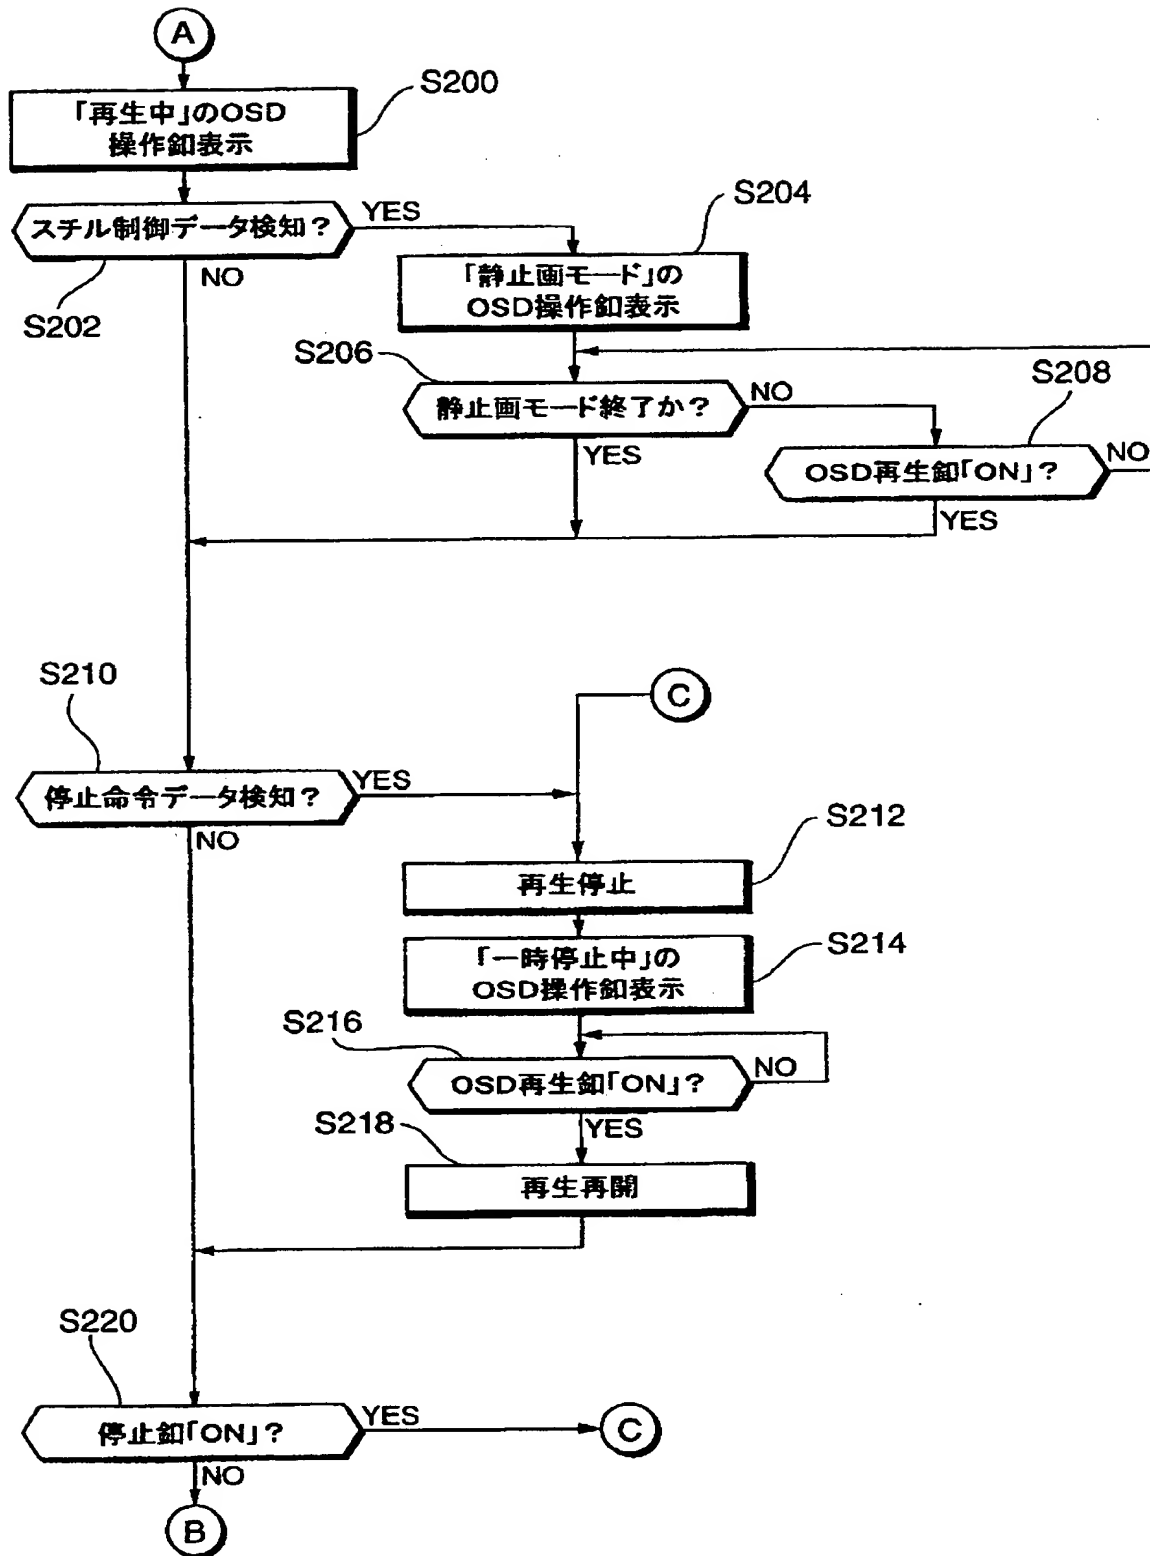 A
S200
「再生中」のOSD
操作釦表示
スチル制御データ検知?
YES
NO
S202
S204
「静止画モード」の
OSD操作釦表示
S206
静止画モード終了か?
NO
YES
S208
OSD再生釦「ON」?
NO
YES
S210
C
停止命令データ検知?
YES
NO
S212
再生停止
S214
「一時停止中」の
OSD操作釦表示
S216
OSD再生釦「ON」?
NO
YES
S218
再生再開
S220
停止釦「ON」?
YES
C
NO
B